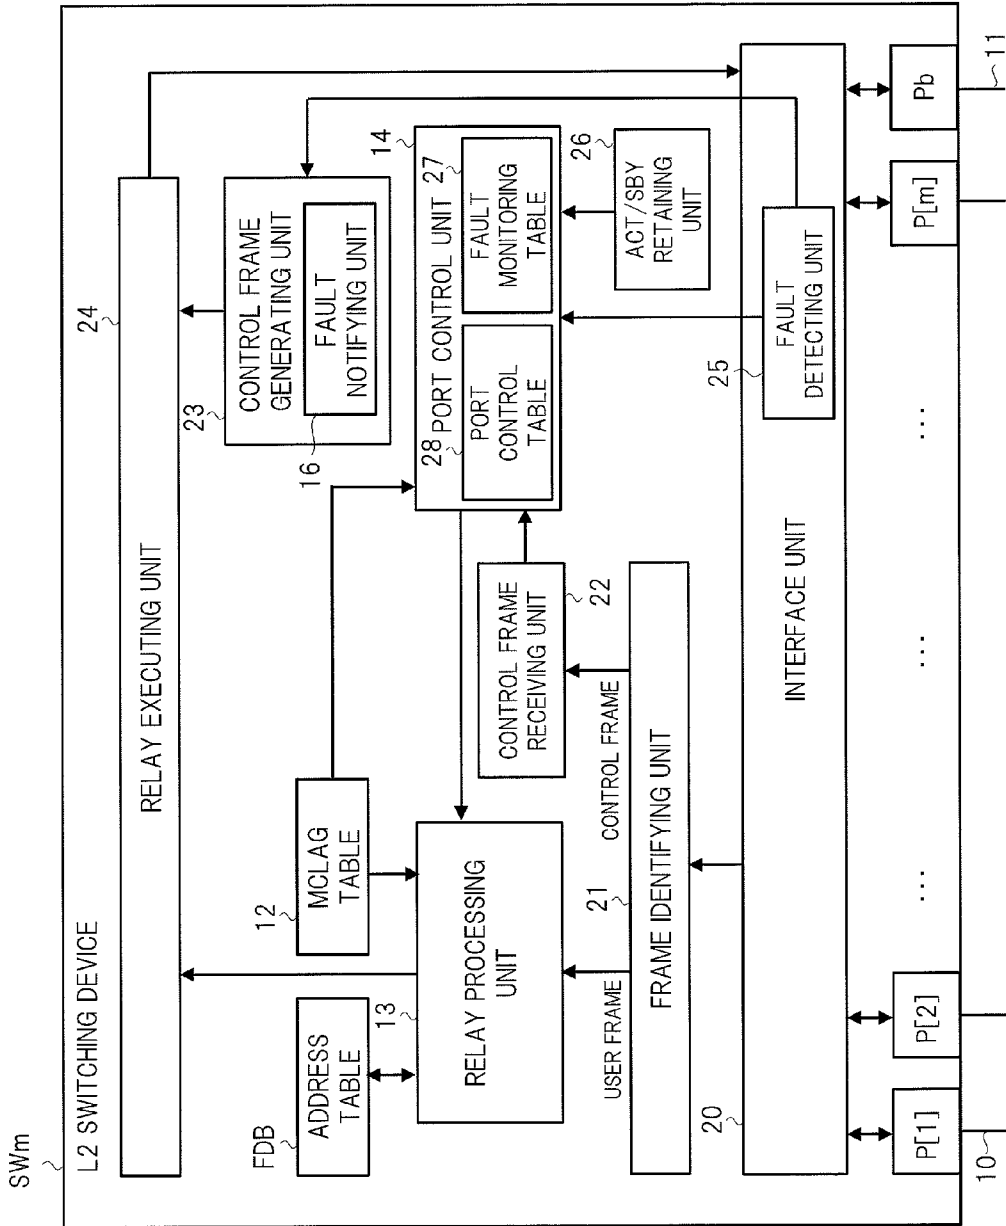 SWm
L2 SWITCHING DEVICE
24
RELAY EXECUTING UNIT
FDB
ADDRESS
TABLE
12
MCLAG
TABLE
23
CONTROL FRAME
GENERATING UNIT
16
FAULT
NOTIFYING UNIT
13
RELAY PROCESSING
UNIT
14
PORT CONTROL UNIT
28
PORT
CONTROL
TABLE
27
FAULT
MONITORING
TABLE
22
CONTROL FRAME
RECEIVING UNIT
26
ACT/SBY
RETAINING
UNIT
USER FRAME
CONTROL FRAME
21
FRAME IDENTIFYING UNIT
20
INTERFACE UNIT
25
FAULT
DETECTING UNIT
P[1]
P[2]
...
...
...
P[m]
Pb
10
11